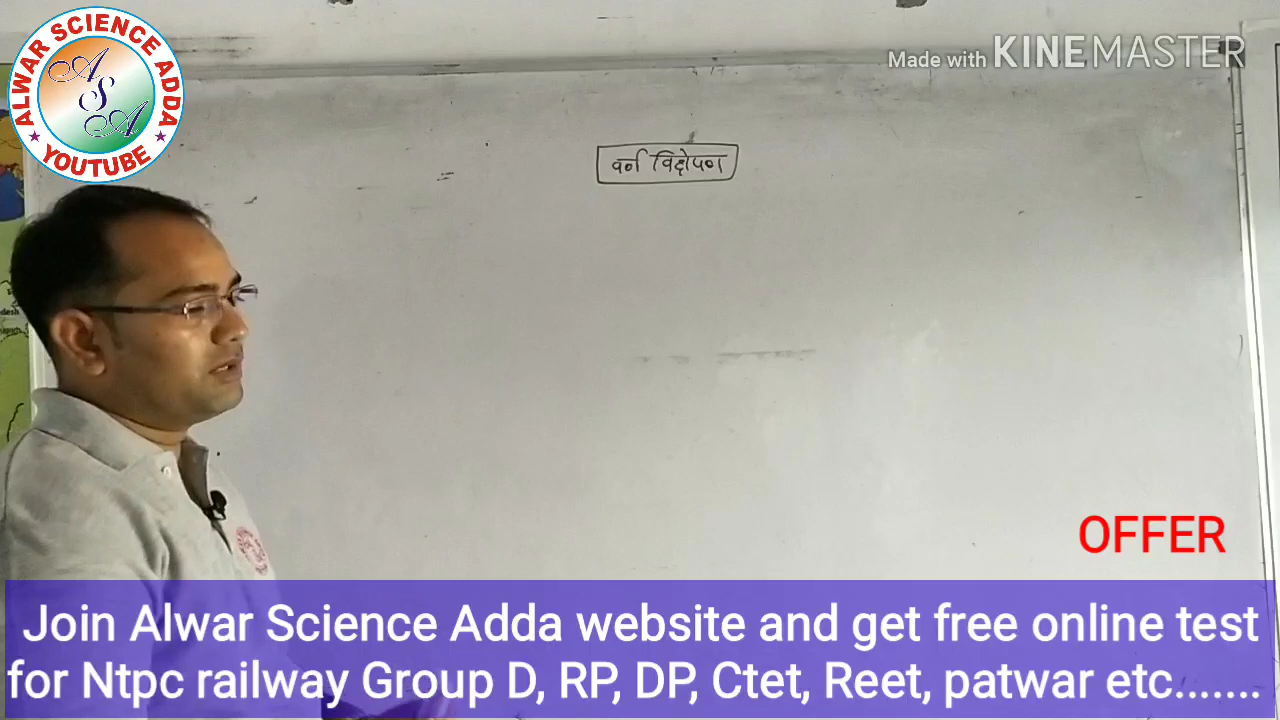 ALWAR SCIENCE ADDA
ASA
YOUTUBE
Made with KINEMASTER
वर्ण विक्षेपण
OFFER
Join Alwar Science Adda website and get free online test
for Ntpc railway Group D, RP, DP, Ctet, Reet, patwar etc.......